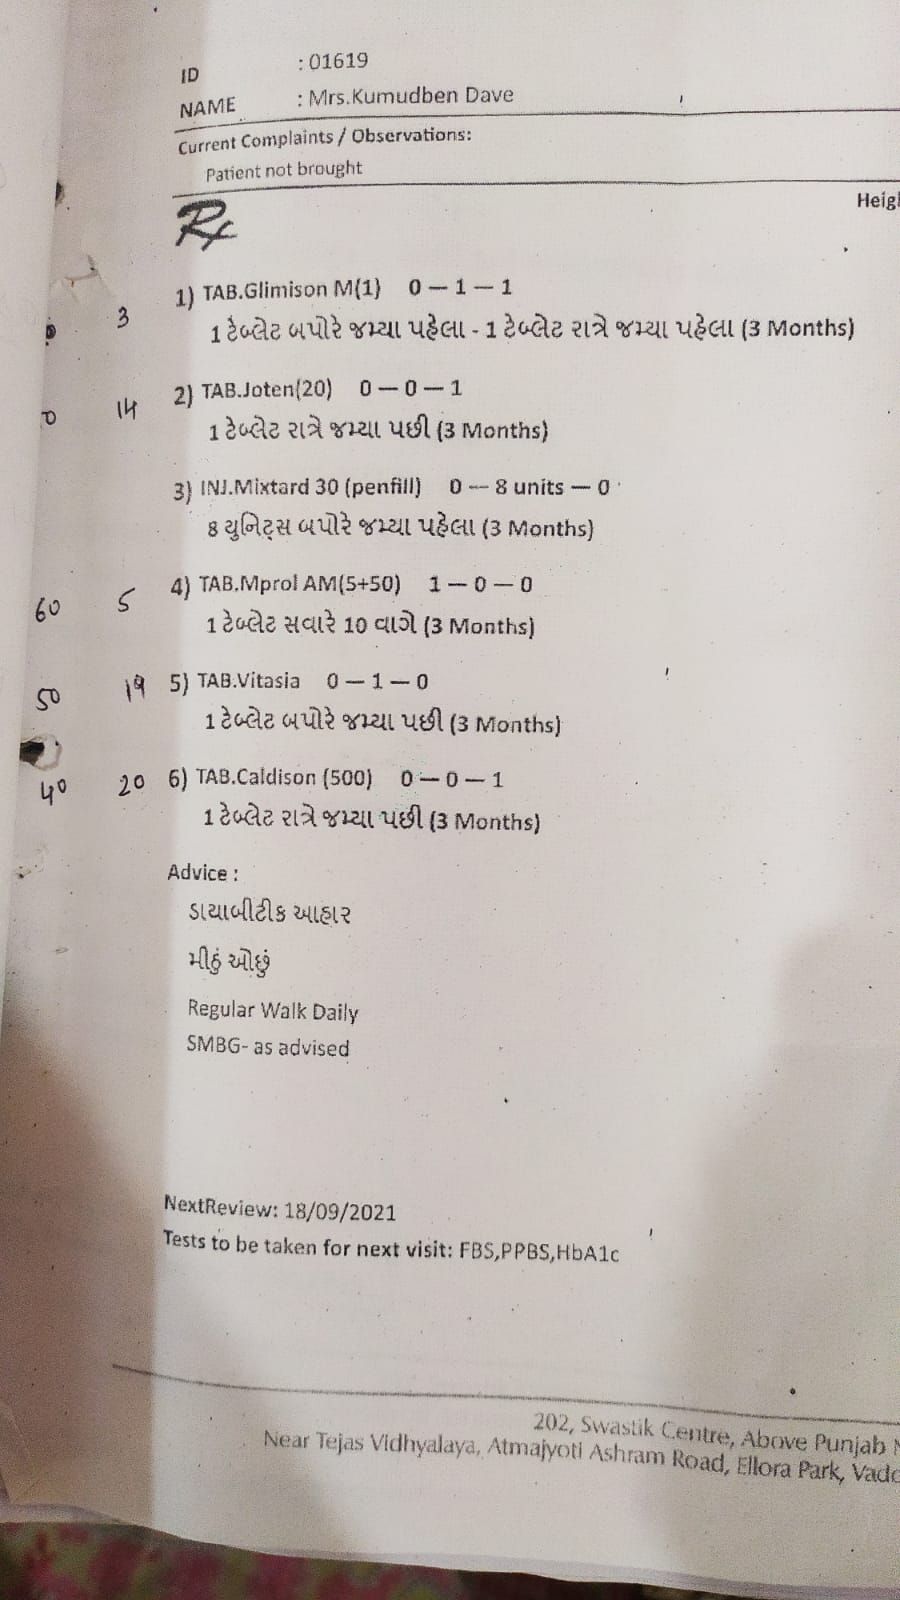 ID : 01619
NAME : Mrs.Kumudben Dave
Current Complaints / Observations:
Patient not brought
Heig
Rx
1) TAB.Glimison M(1) 0 — 1 — 1
3
1 ટેબ્લેટ બપોરે જમ્યા પહેલા - 1 ટેબ્લેટ રાત્રે જમ્યા પહેલા (3 Months)
0 14 2) TAB.Joten(20) 0 — 0 — 1
1 ટેબ્લેટ રાત્રે જમ્યા પછી (3 Months)
3) INJ.Mixtard 30 (penfill) 0 — 8 units — 0
8 યુનિટ્સ બપોરે જમ્યા પહેલા (3 Months)
60 5 4) TAB.Mprol AM(5+50) 1 — 0 — 0
1 ટેબ્લેટ સવારે 10 વાગે (3 Months)
50 19 5) TAB.Vitasia 0 — 1 — 0
1 ટેબ્લેટ બપોરે જમ્યા પછી (3 Months)
40 20 6) TAB.Caldison (500) 0 — 0 — 1
1 ટેબ્લેટ રાત્રે જમ્યા પછી (3 Months)
Advice :
ડાયાબીટીક આહાર
મીઠું ઓછું
Regular Walk Daily
SMBG- as advised
NextReview: 18/09/2021
Tests to be taken for next visit: FBS,PPBS,HbA1c
202, Swastik Centre, Above Punjab N
Near Tejas Vidhyalaya, Atmajyoti Ashram Road, Ellora Park, Vado